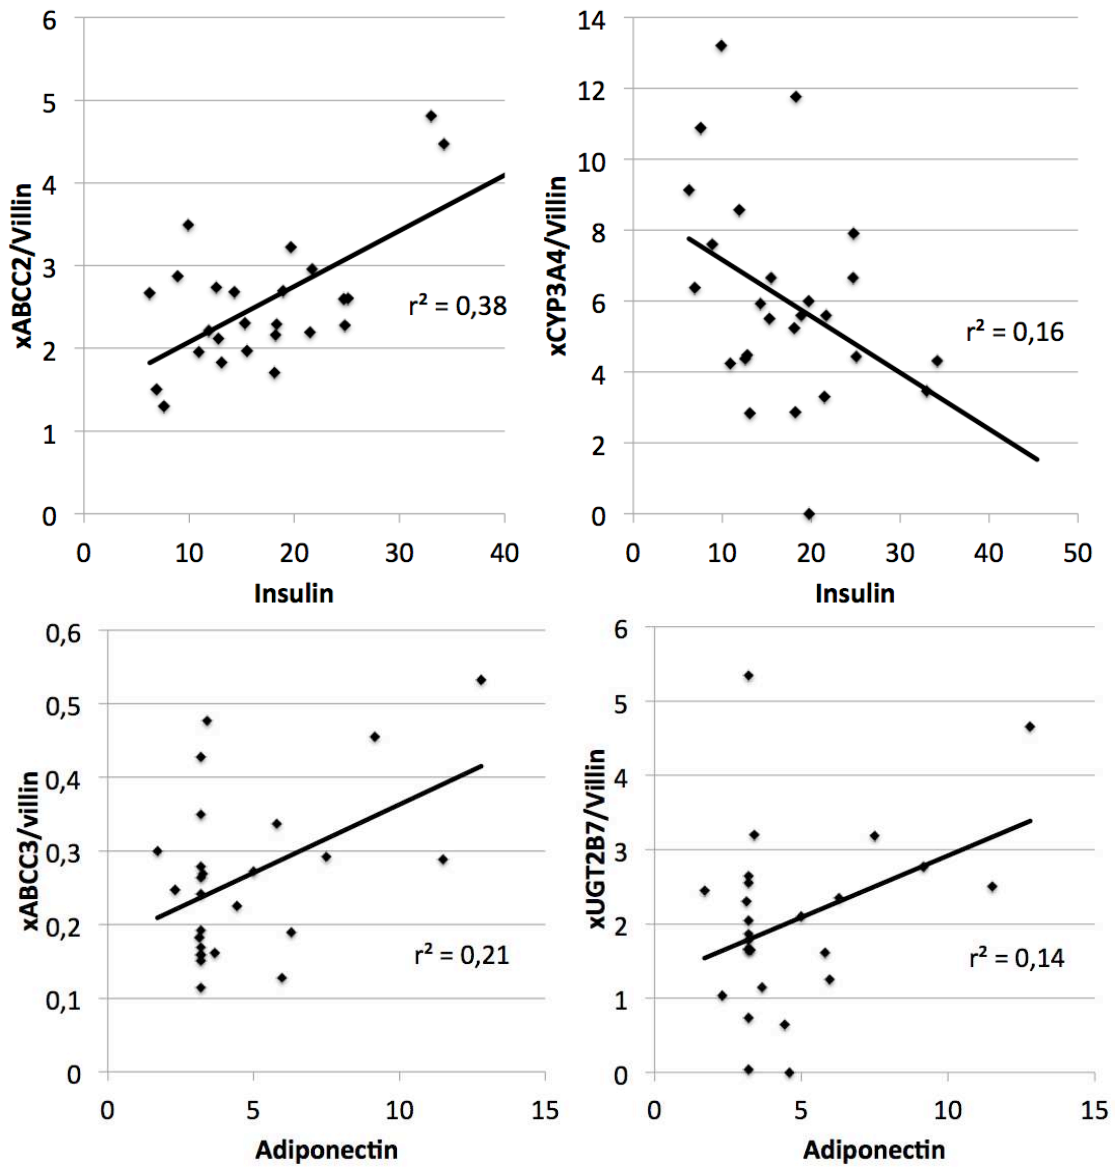 xABCC2/Villin
6
5
4
3
2
1
0
r² = 0,38
0 10 20 30 40
Insulin
xCYP3A4/Villin
14
12
10
8
6
4
2
0
r² = 0,16
0 10 20 30 40 50
Insulin
xABCC3/villin
0,6
0,5
0,4
0,3
0,2
0,1
0
r² = 0,21
0 5 10 15
Adiponectin
xUGT2B7/Villin
6
5
4
3
2
1
0
r² = 0,14
0 5 10 15
Adiponectin